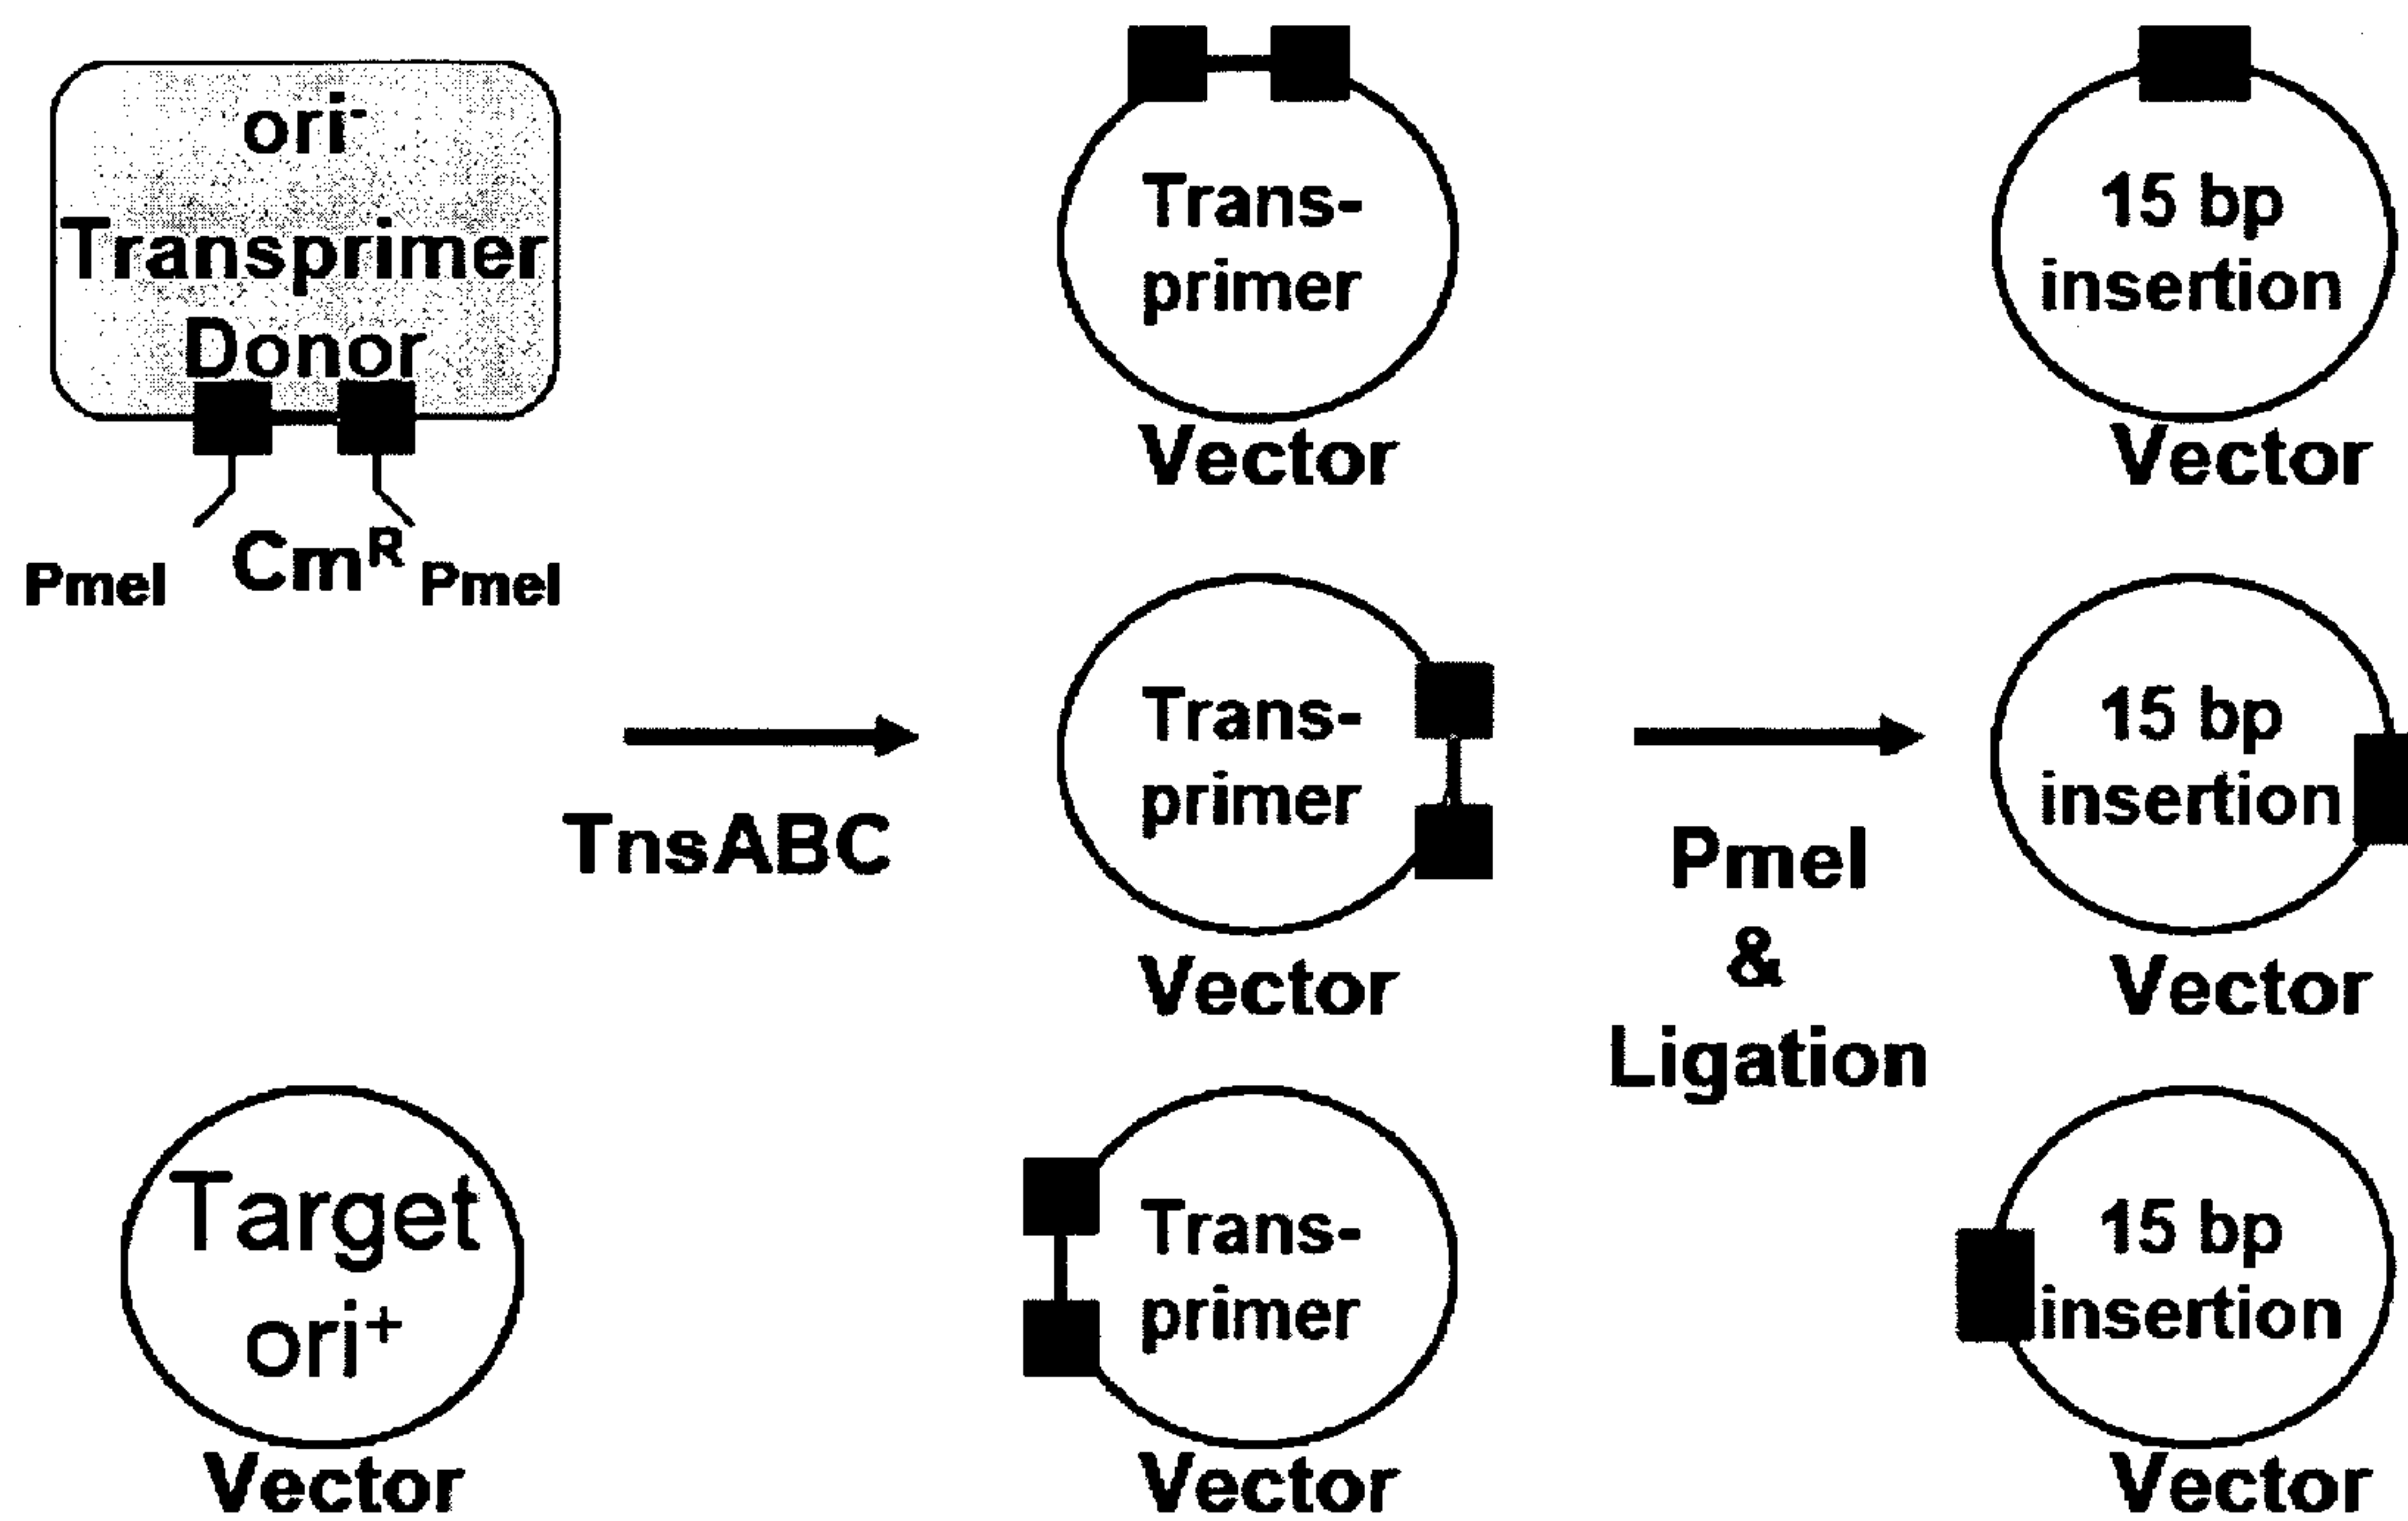 ori-
Transprimer
Donor
PmeI
CmR
PmeI
Target
ori+
Vector
TnsABC
Trans-
primer
Vector
Trans-
primer
Vector
Trans-
primer
Vector
PmeI
&
Ligation
15 bp
insertion
Vector
15 bp
insertion
Vector
15 bp
insertion
Vector